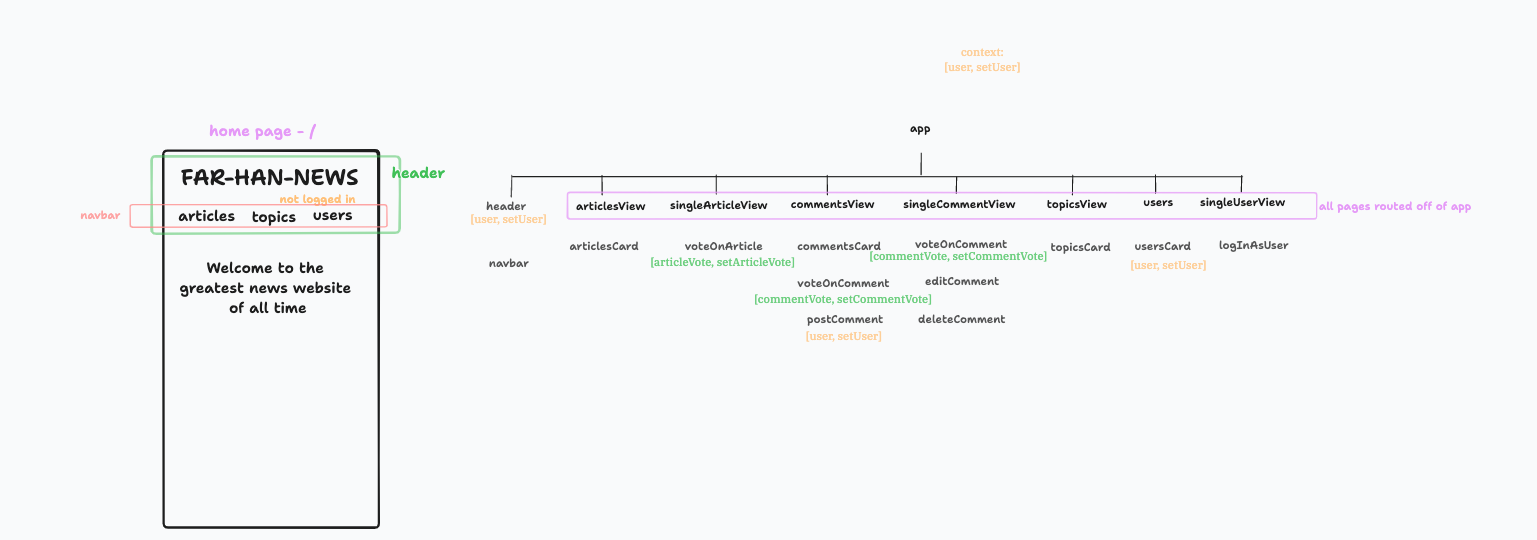 context:
[user, setUser]
home page - /
app
header
FAR-HAN-NEWS
not logged in
navbar
articles topics users
Welcome to the
greatest news website
of all time
header
[user, setUser]
navbar
articlesView singleArticleView commentsView singleCommentView topicsView users singleUserView
all pages routed off of app
articlesCard
voteOnArticle
[articleVote, setArticleVote]
commentsCard
voteOnComment
[commentVote, setCommentVote]
postComment
[user, setUser]
voteOnComment
[commentVote, setCommentVote]
editComment
deleteComment
topicsCard
usersCard
[user, setUser]
logInAsUser